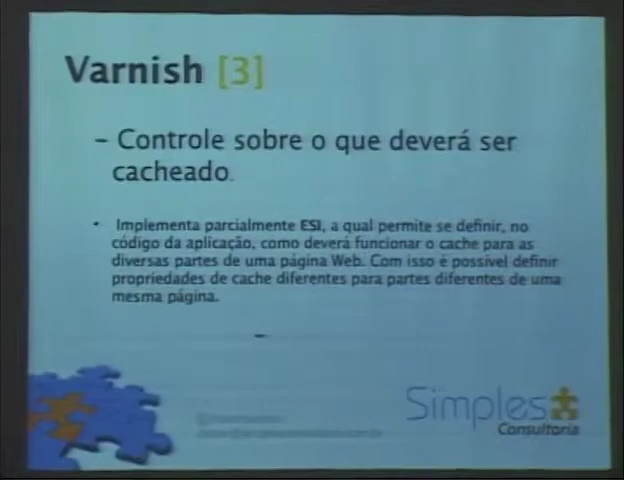 Varnish [3]
– Controle sobre o que deverá ser
cacheado.
• Implementa parcialmente ESI, a qual permite se definir, no
código da aplicação, como deverá funcionar o cache para as
diversas partes de uma página Web. Com isso é possível definir
propriedades de cache diferentes para partes diferentes de uma
mesma página.
Simples
Consultoria